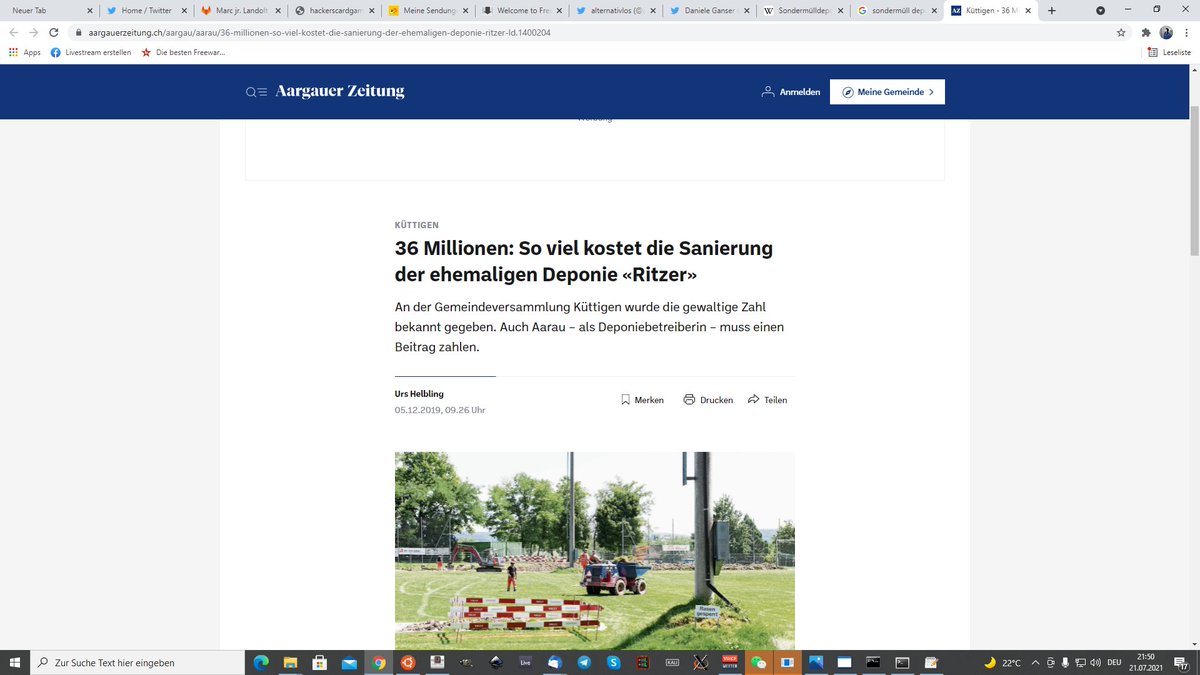 Neuer Tab
Home / Twitter
Marc jr. Landolt
hackerscardgam
Meine Sendung
Welcome to Fre
alternativlos (@
Daniele Ganser
Sondermülldep
sondermüll dep
Küttigen - 36 M
aargauerzeitung.ch/aargau/aarau/36-millionen-so-viel-kostet-die-sanierung-der-ehemaligen-deponie-ritzer-ld.1400204
Apps
Livestream erstellen
Die besten Freewar...
Leseliste
Aargauer Zeitung
Anmelden
Meine Gemeinde
KÜTTIGEN
36 Millionen: So viel kostet die Sanierung
der ehemaligen Deponie «Ritzer»
An der Gemeindeversammlung Küttigen wurde die gewaltige Zahl
bekannt gegeben. Auch Aarau – als Deponiebetreiberin – muss einen
Beitrag zahlen.
Urs Helbling
05.12.2019, 09.26 Uhr
Merken
Drucken
Teilen
Rasen
gesperrt
Zur Suche Text hier eingeben
Live
22°C
DEU
21:50
21.07.2021
17